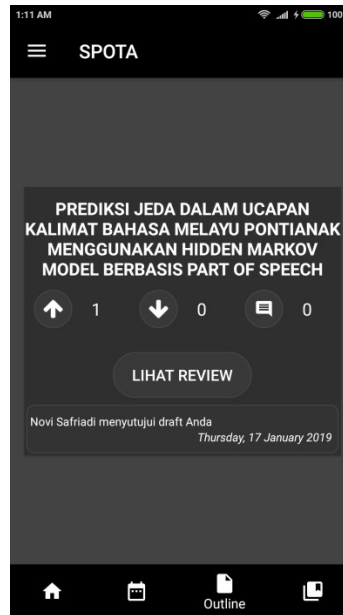 1:11 AM
100
SPOTA
PREDIKSI JEDA DALAM UCAPAN
KALIMAT BAHASA MELAYU PONTIANAK
MENGGUNAKAN HIDDEN MARKOV
MODEL BERBASIS PART OF SPEECH
1
0
0
LIHAT REVIEW
Novi Safriadi menyutujui draft Anda
Thursday, 17 January 2019
Outline